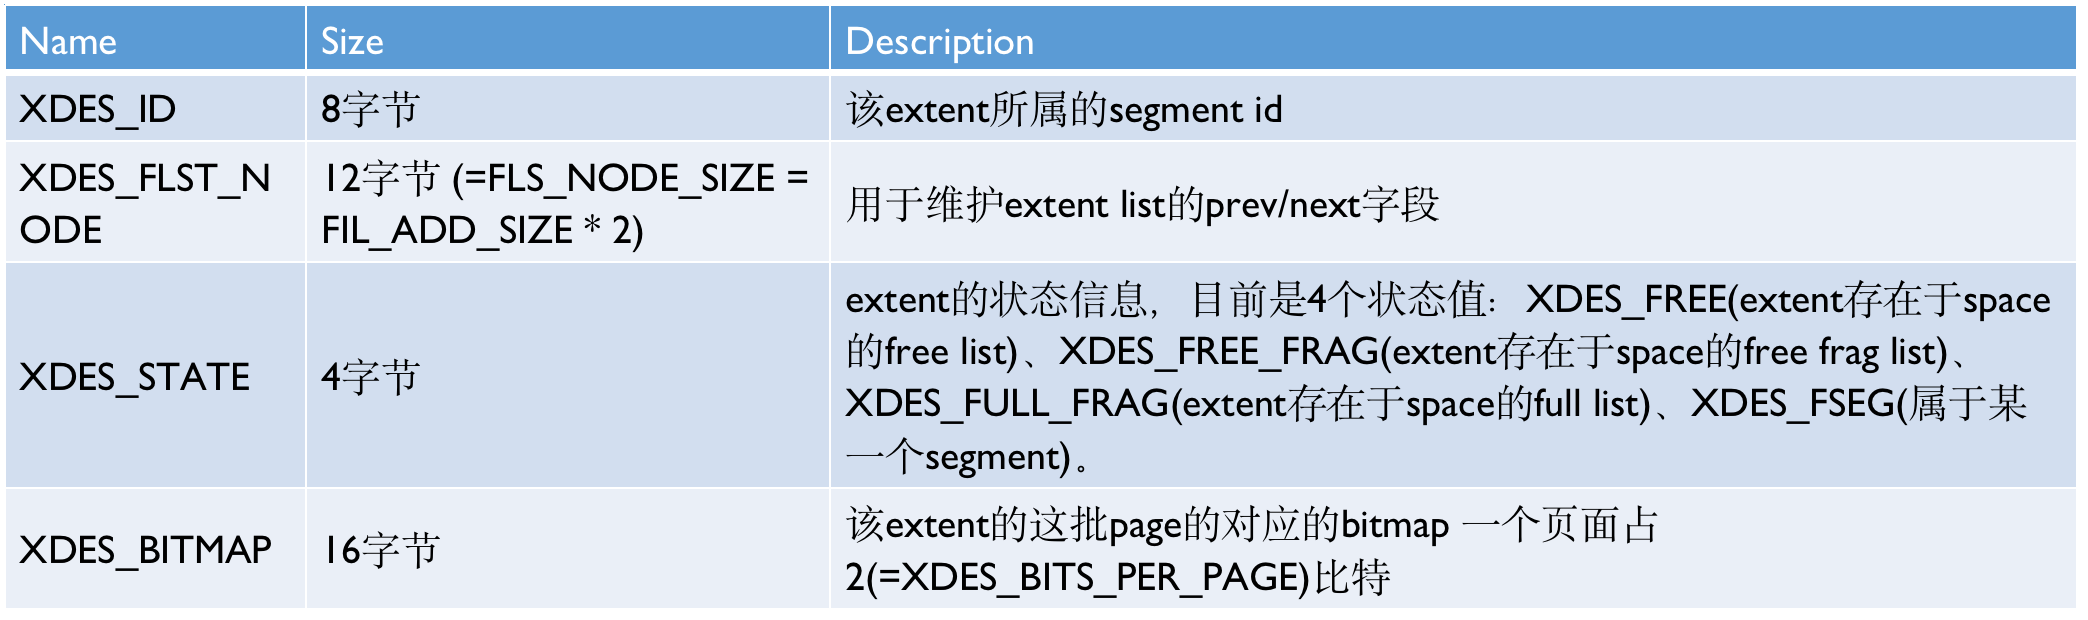 Name
Size
Description
XDES_ID
8字节
该extent所属的segment id
XDES_FLST_N
ODE
12字节 (=FLS_NODE_SIZE =
FIL_ADD_SIZE * 2)
用于维护extent list的prev/next字段
XDES_STATE
4字节
extent的状态信息，目前是4个状态值：XDES_FREE(extent存在于space
的free list)、XDES_FREE_FRAG(extent存在于space的free frag list)、
XDES_FULL_FRAG(extent存在于space的full list)、XDES_FSEG(属于某
一个segment)。
XDES_BITMAP
16字节
该extent的这批page的对应的bitmap 一个页面占
2(=XDES_BITS_PER_PAGE)比特